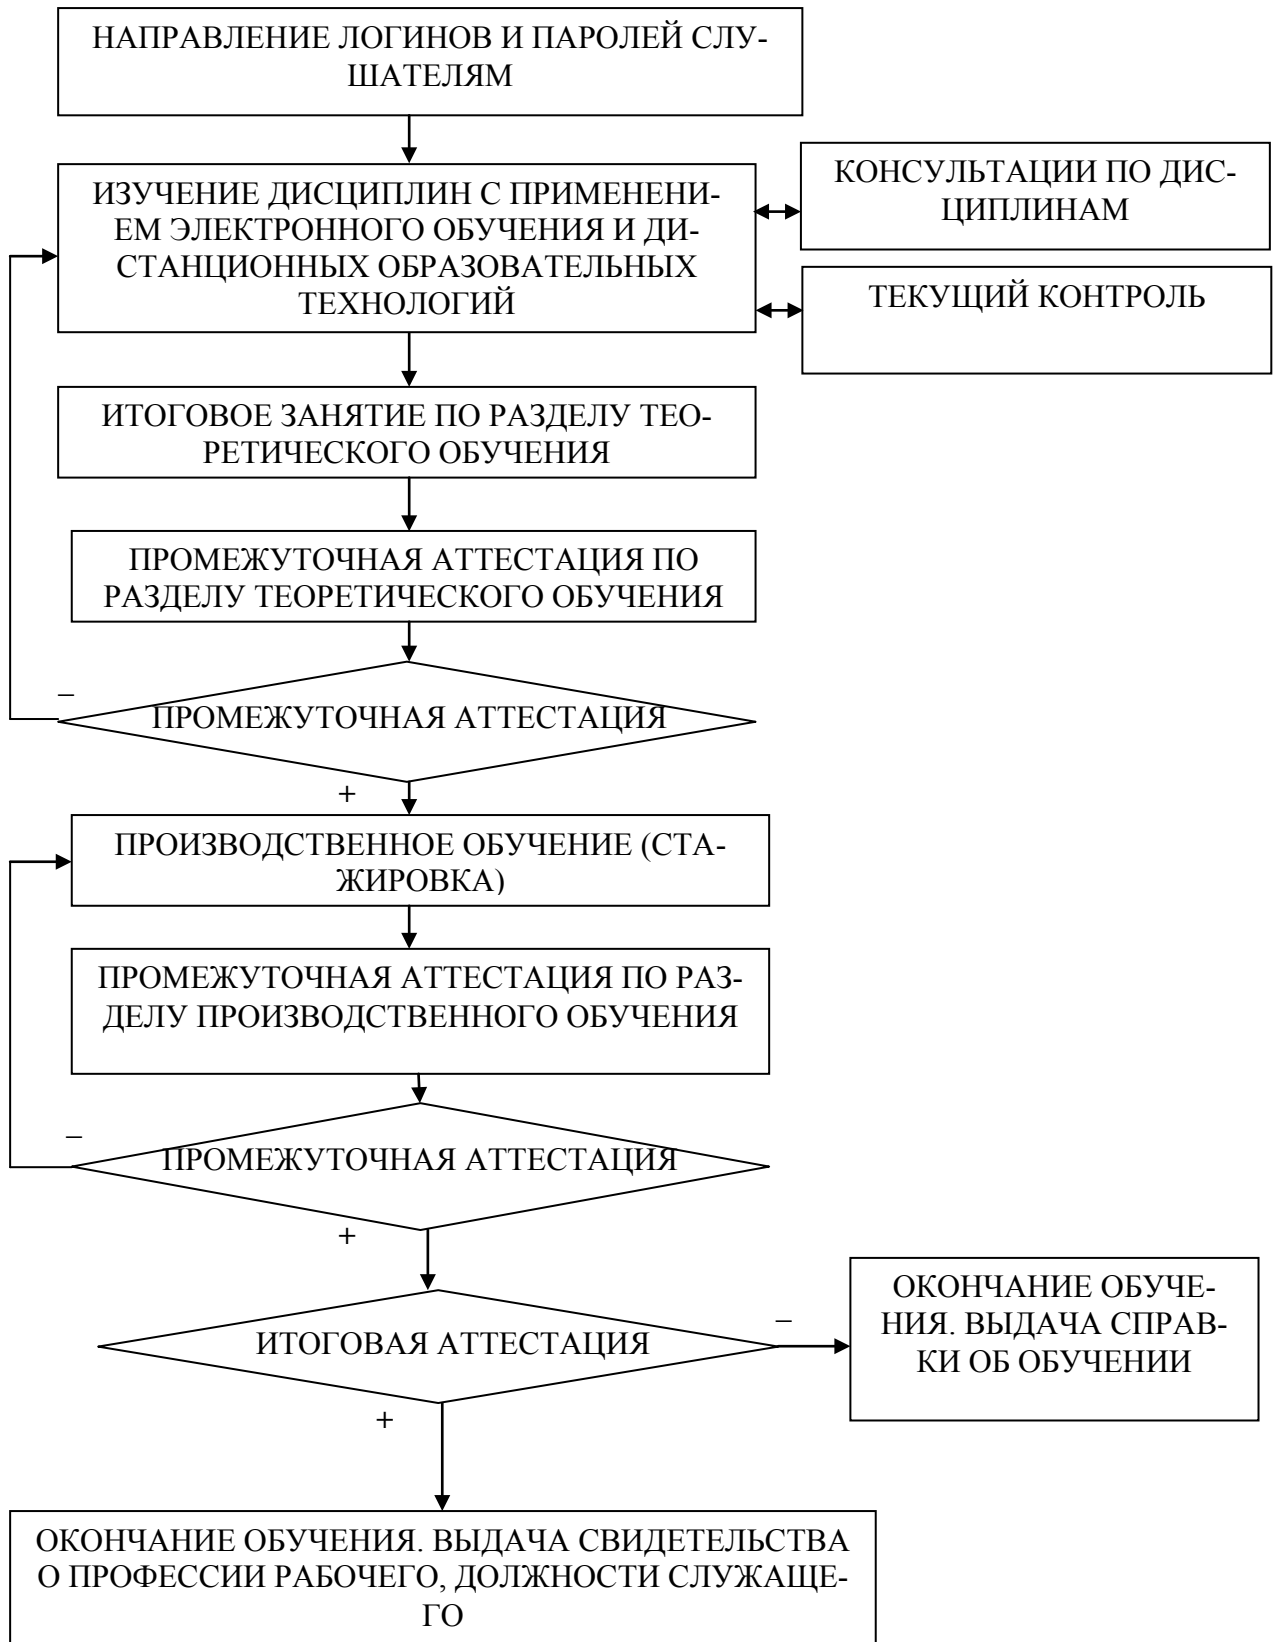 НАПРАВЛЕНИЕ ЛОГИНОВ И ПАРОЛЕЙ СЛУ-
ШАТЕЛЯМ
ИЗУЧЕНИЕ ДИСЦИПЛИН С ПРИМЕНЕНИ-
ЕМ ЭЛЕКТРОННОГО ОБУЧЕНИЯ И ДИ-
СТАНЦИОННЫХ ОБРАЗОВАТЕЛЬНЫХ
ТЕХНОЛОГИЙ
КОНСУЛЬТАЦИИ ПО ДИС-
ЦИПЛИНАМ
ТЕКУЩИЙ КОНТРОЛЬ
ИТОГОВОЕ ЗАНЯТИЕ ПО РАЗДЕЛУ ТЕО-
РЕТИЧЕСКОГО ОБУЧЕНИЯ
ПРОМЕЖУТОЧНАЯ АТТЕСТАЦИЯ ПО
РАЗДЕЛУ ТЕОРЕТИЧЕСКОГО ОБУЧЕНИЯ
–
ПРОМЕЖУТОЧНАЯ АТТЕСТАЦИЯ
+
ПРОИЗВОДСТВЕННОЕ ОБУЧЕНИЕ (СТА-
ЖИРОВКА)
ПРОМЕЖУТОЧНАЯ АТТЕСТАЦИЯ ПО РАЗ-
ДЕЛУ ПРОИЗВОДСТВЕННОГО ОБУЧЕНИЯ
–
ПРОМЕЖУТОЧНАЯ АТТЕСТАЦИЯ
+
ИТОГОВАЯ АТТЕСТАЦИЯ
–
ОКОНЧАНИЕ ОБУЧЕ-
НИЯ. ВЫДАЧА СПРАВ-
КИ ОБ ОБУЧЕНИИ
+
ОКОНЧАНИЕ ОБУЧЕНИЯ. ВЫДАЧА СВИДЕТЕЛЬСТВА
О ПРОФЕССИИ РАБОЧЕГО, ДОЛЖНОСТИ СЛУЖАЩЕ-
ГО